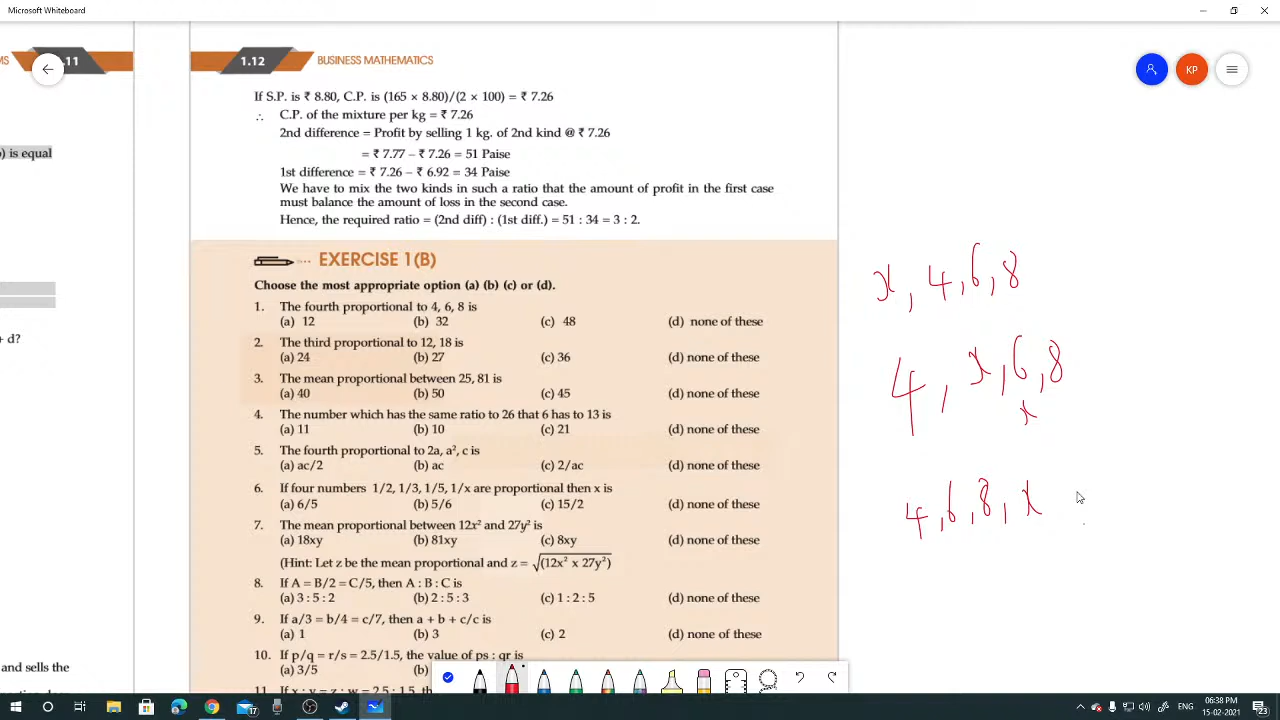 Microsoft Whiteboard
MS
.11
1.12 BUSINESS MATHEMATICS
KP
If S.P. is ₹ 8.80, C.P. is (165 × 8.80)/(2 × 100) = ₹ 7.26
∴ C.P. of the mixture per kg = ₹ 7.26
2nd difference = Profit by selling 1 kg. of 2nd kind @ ₹ 7.26
= ₹ 7.77 – ₹ 7.26 = 51 Paise
1st difference = ₹ 7.26 – ₹ 6.92 = 34 Paise
We have to mix the two kinds in such a ratio that the amount of profit in the first case
must balance the amount of loss in the second case.
Hence, the required ratio = (2nd diff) : (1st diff.) = 51 : 34 = 3 : 2.
) is equal
+ d?
and sells the
EXERCISE 1(B)
Choose the most appropriate option (a) (b) (c) or (d).
1. The fourth proportional to 4, 6, 8 is
(a) 12 (b) 32 (c) 48 (d) none of these
2. The third proportional to 12, 18 is
(a) 24 (b) 27 (c) 36 (d) none of these
3. The mean proportional between 25, 81 is
(a) 40 (b) 50 (c) 45 (d) none of these
4. The number which has the same ratio to 26 that 6 has to 13 is
(a) 11 (b) 10 (c) 21 (d) none of these
5. The fourth proportional to 2a, a², c is
(a) ac/2 (b) ac (c) 2/ac (d) none of these
6. If four numbers 1/2, 1/3, 1/5, 1/x are proportional then x is
(a) 6/5 (b) 5/6 (c) 15/2 (d) none of these
7. The mean proportional between 12x² and 27y² is
(a) 18xy (b) 81xy (c) 8xy (d) none of these
(Hint: Let z be the mean proportional and z = √(12x² x 27y²)
8. If A = B/2 = C/5, then A : B : C is
(a) 3 : 5 : 2 (b) 2 : 5 : 3 (c) 1 : 2 : 5 (d) none of these
9. If a/3 = b/4 = c/7, then a + b + c/c is
(a) 1 (b) 3 (c) 2 (d) none of these
10. If p/q = r/s = 2.5/1.5, the value of ps : qr is
(a) 3/5 (b)
11. If x : y = z : w = 2.5 : 1.5, th
x, 4, 6, 8
4, x, 6, 8
x
4, 6, 8, x
ENG
06:38 PM
15-02-2021
23